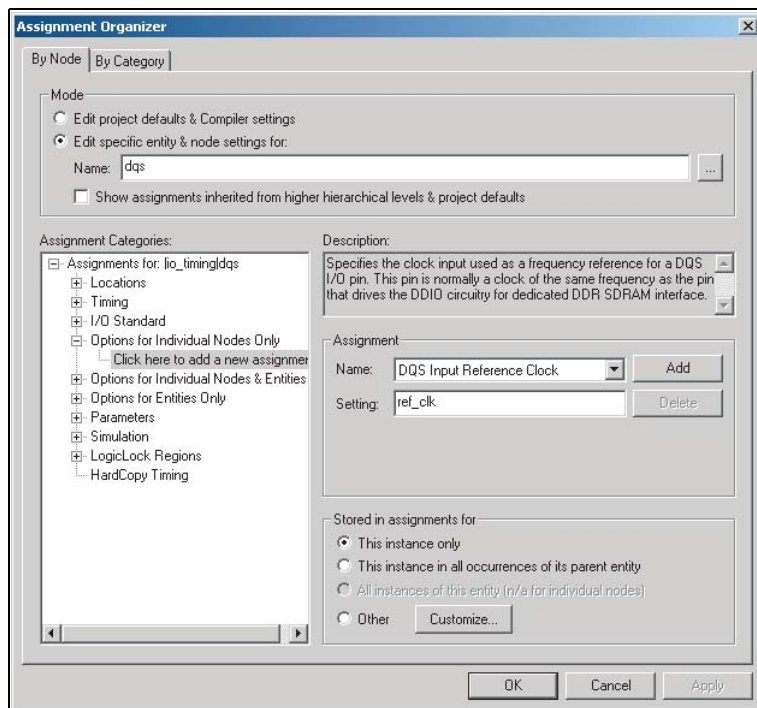 Assignment Organizer
By Node
By Category
Mode
Edit project defaults & Compiler settings
Edit specific entity & node settings for:
Name: dqs
...
Show assignments inherited from higher hierarchical levels & project defaults
Assignment Categories:
Assignments for: |io_timing|dqs
Locations
Timing
I/O Standard
Options for Individual Nodes Only
Click here to add a new assignmer
Options for Individual Nodes & Entities
Options for Entities Only
Parameters
Simulation
LogicLock Regions
HardCopy Timing
Description:
Specifies the clock input used as a frequency reference for a DQS
I/O pin. This pin is normally a clock of the same frequency as the pin
that drives the DDIO circuitry for dedicated DDR SDRAM interface.
Assignment
Name: DQS Input Reference Clock
Add
Setting: ref_clk
Delete
Stored in assignments for
This instance only
This instance in all occurrences of its parent entity
All instances of this entity (n/a for individual nodes)
Other
Customize...
OK
Cancel
Apply